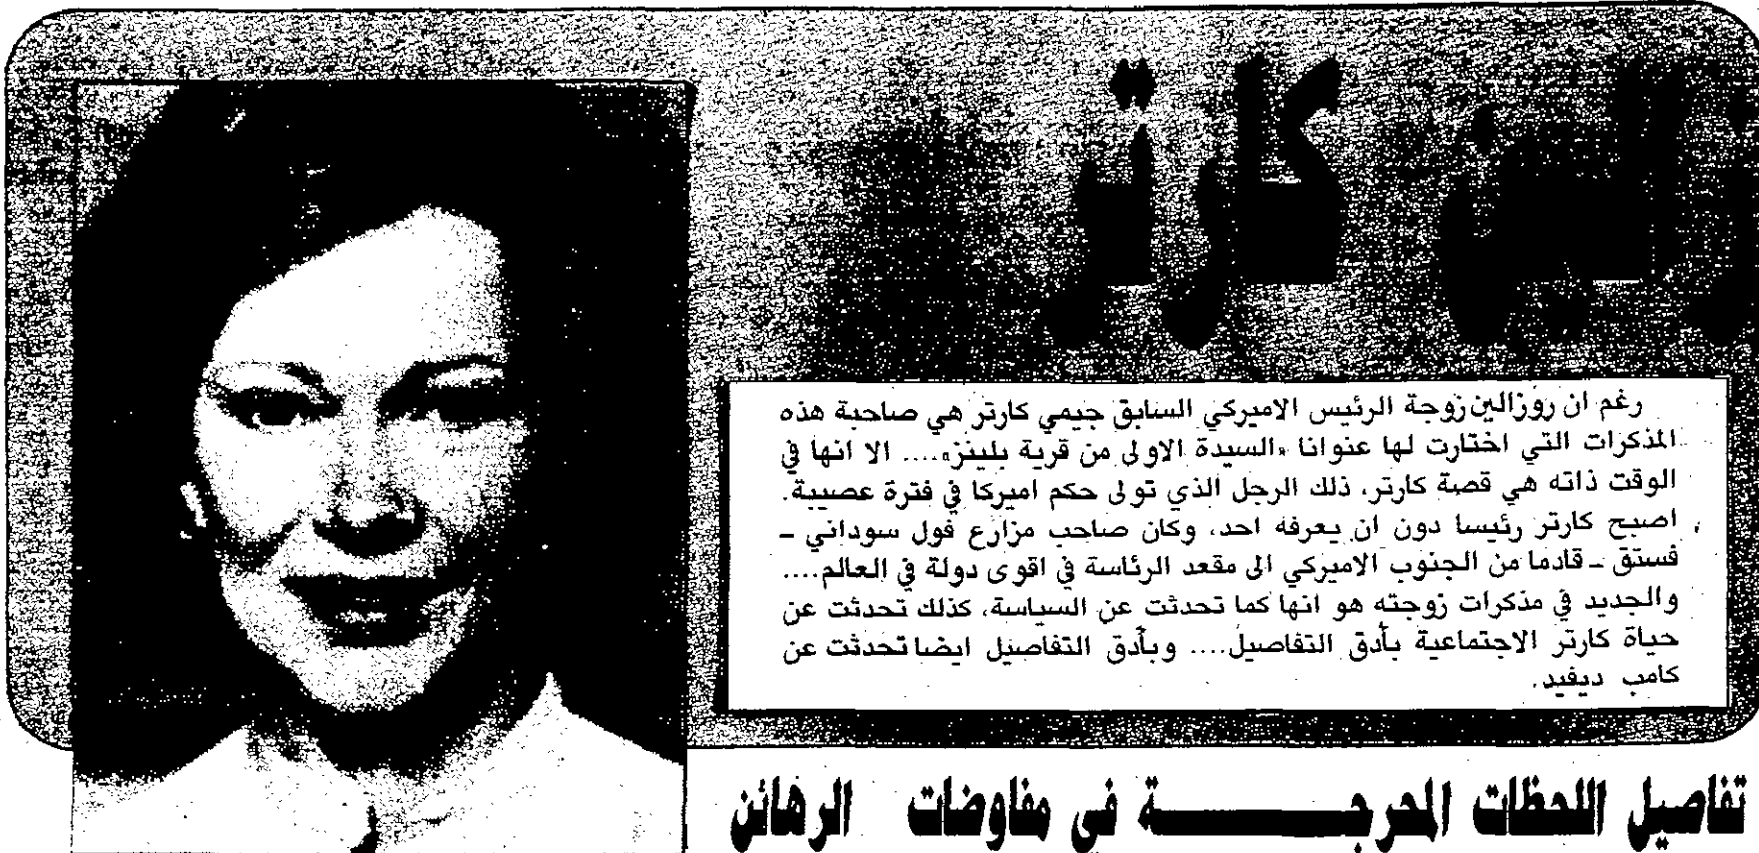 كارتر
رغم ان روزالين زوجة الرئيس الاميركي السابق جيمي كارتر هي صاحبة هذه
المذكرات التي اختارت لها عنوانا «السيدة الاولى من قرية بلينز».... الا انها في
الوقت ذاته هي قصة كارتر، ذلك الرجل الذي تولى حكم اميركا في فترة عصيبة.
اصبح كارتر رئيسا دون ان يعرفه احد، وكان صاحب مزارع فول سوداني –
فستق – قادما من الجنوب الاميركي الى مقعد الرئاسة في اقوى دولة في العالم....
والجديد في مذكرات زوجته هو انها كما تحدثت عن السياسة، كذلك تحدثت عن
حياة كارتر الاجتماعية بأدق التفاصيل.... وبأدق التفاصيل ايضا تحدثت عن
كامب ديفيد.
تفاصيل اللحظات المحرجة في مفاوضات الرهائن